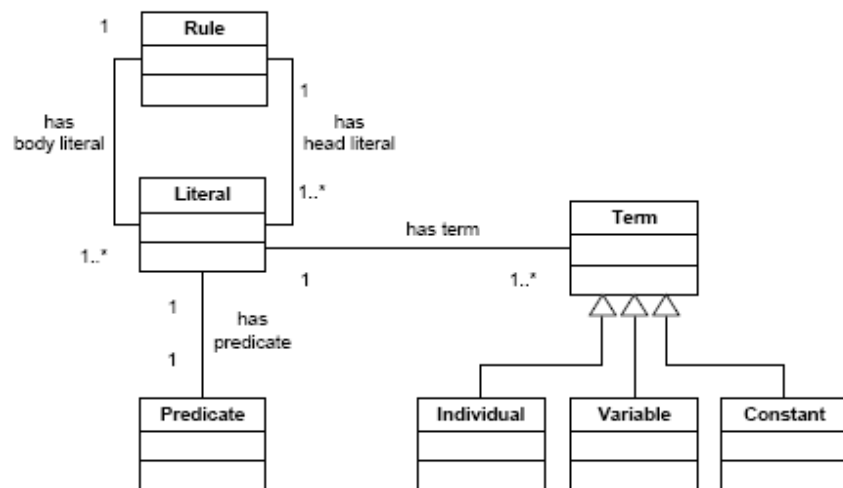 1
Rule
1
has
body literal
has
head literal
Literal
1..*
Term
has term
1..*
1
1..*
1
has
predicate
1
Predicate
Individual
Variable
Constant